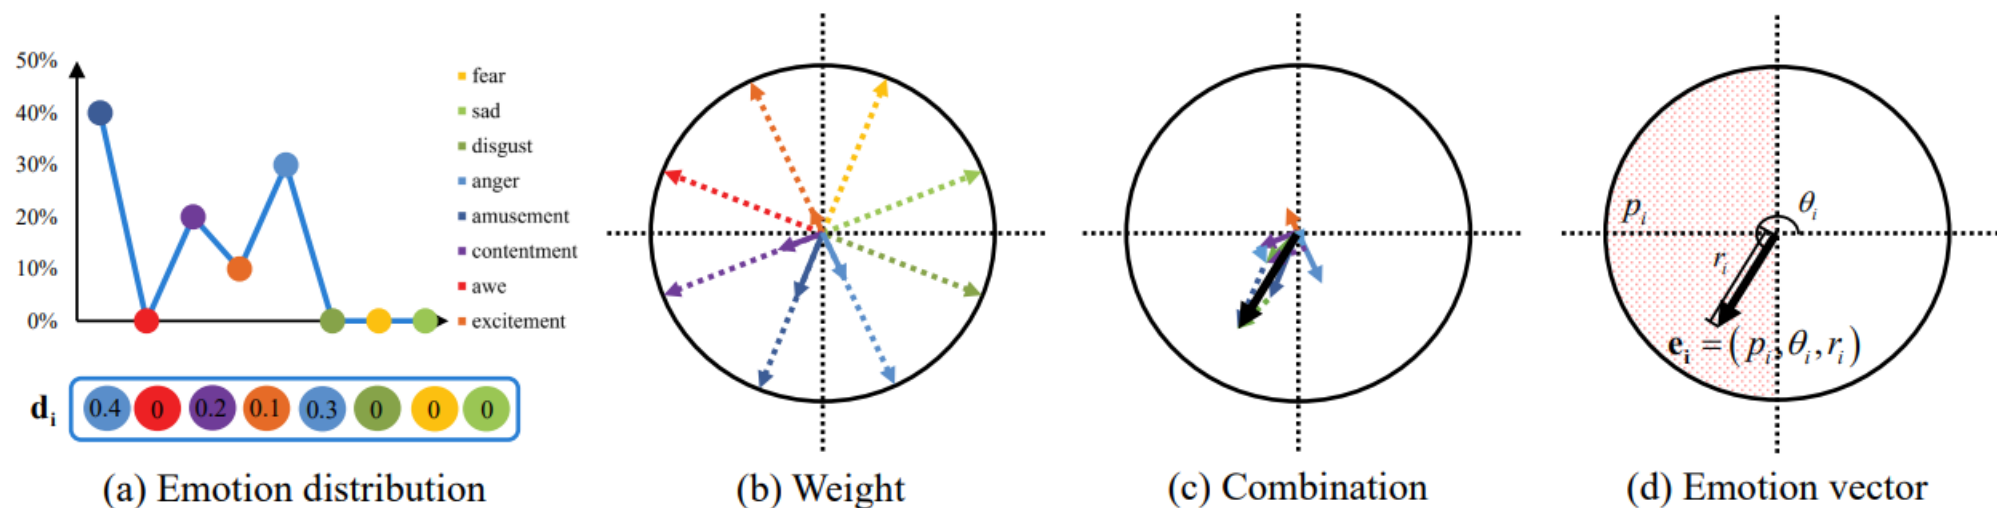 50%
40%
30%
20%
10%
0%
fear
sad
disgust
anger
amusement
contentment
awe
excitement
d_i 0.4 0 0.2 0.1 0.3 0 0 0
(a) Emotion distribution
(b) Weight
(c) Combination
p_i
θ_i
r_i
e_i = (p_i, θ_i, r_i)
(d) Emotion vector